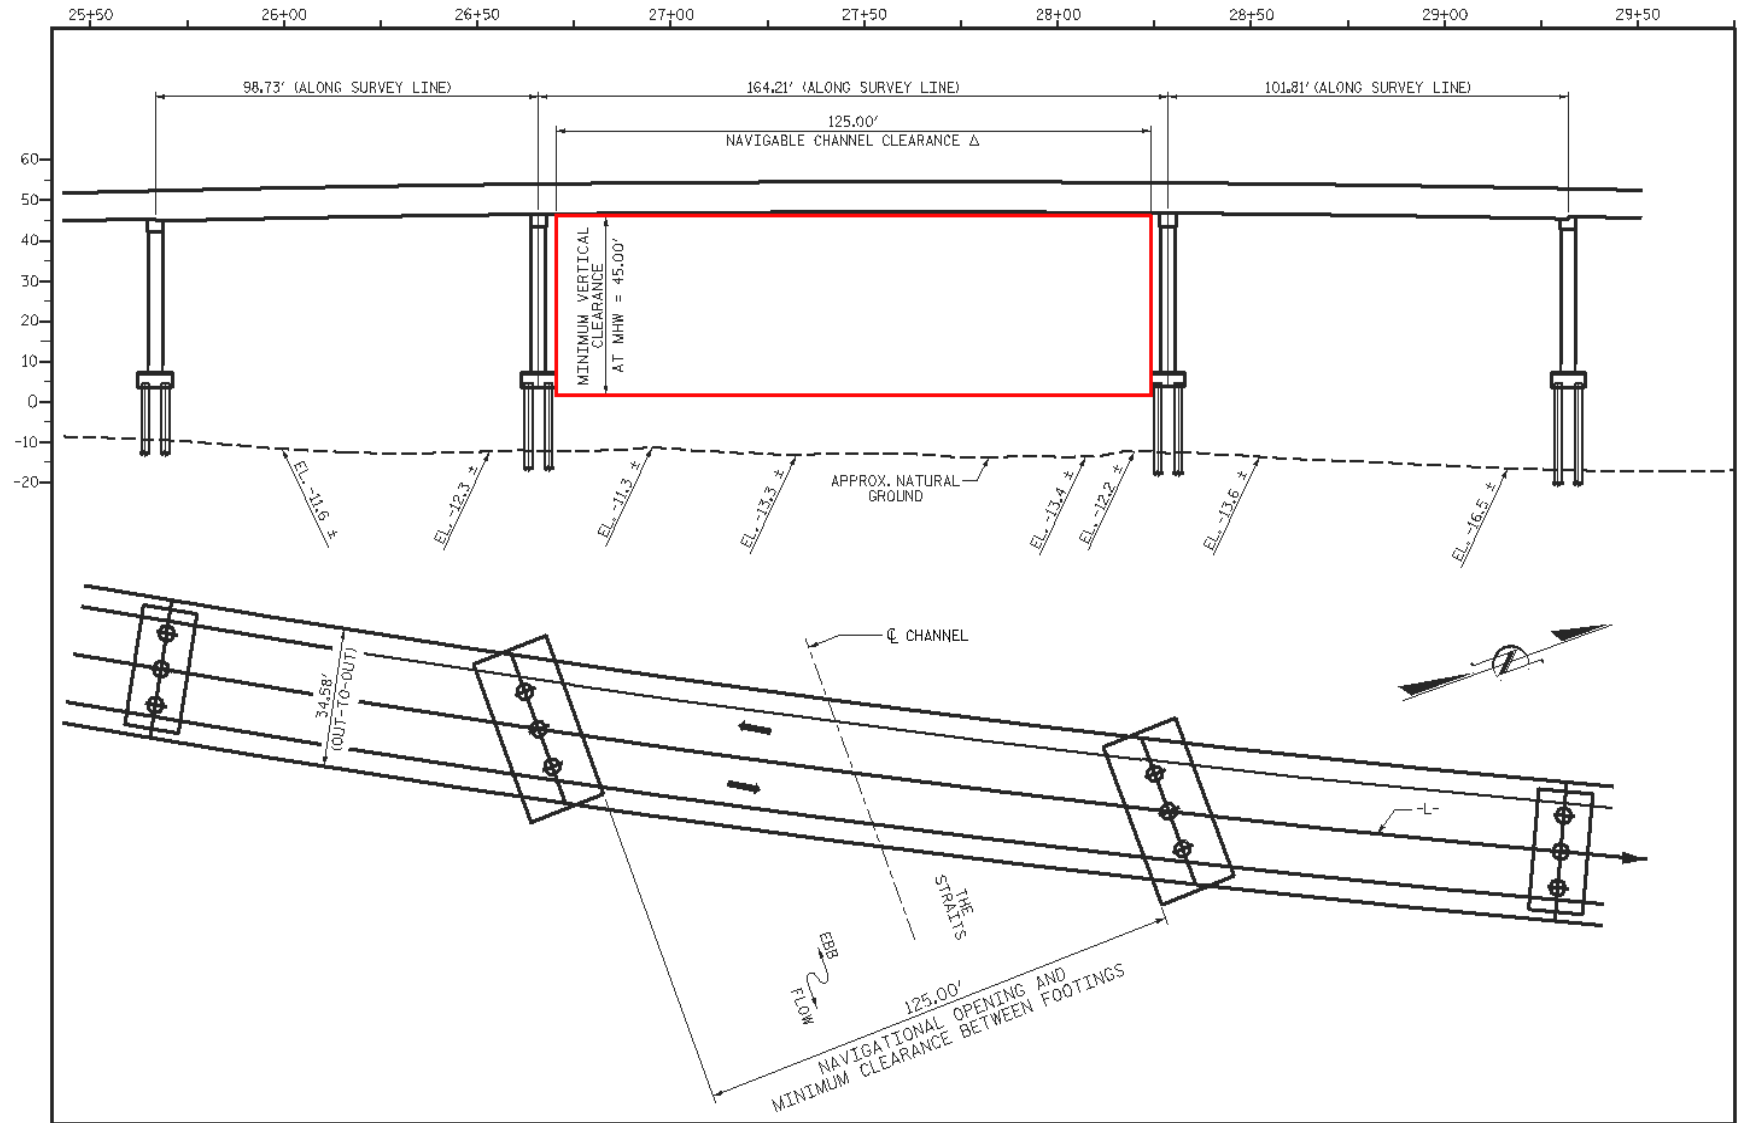 25+50 26+00 26+50 27+00 27+50 28+00 28+50 29+00 29+50
98.73' (ALONG SURVEY LINE) 164.21' (ALONG SURVEY LINE) 101.81' (ALONG SURVEY LINE)
125.00'
NAVIGABLE CHANNEL CLEARANCE Δ
60
50
40
30
20
10
0
-10
-20
MINIMUM VERTICAL
CLEARANCE
AT MHW = 45.00'
EL. -11.6 ±
EL. -12.3 ±
EL. -11.3 ±
EL. -13.3 ±
APPROX. NATURAL
GROUND
EL. -13.4 ±
EL. -12.2 ±
EL. -13.6 ±
EL. -16.5 ±
℄ CHANNEL
34.58'
(OUT-TO-OUT)
-L-
THE
STRAITS
EBB
FLOW
125.00'
NAVIGATIONAL OPENING AND
MINIMUM CLEARANCE BETWEEN FOOTINGS